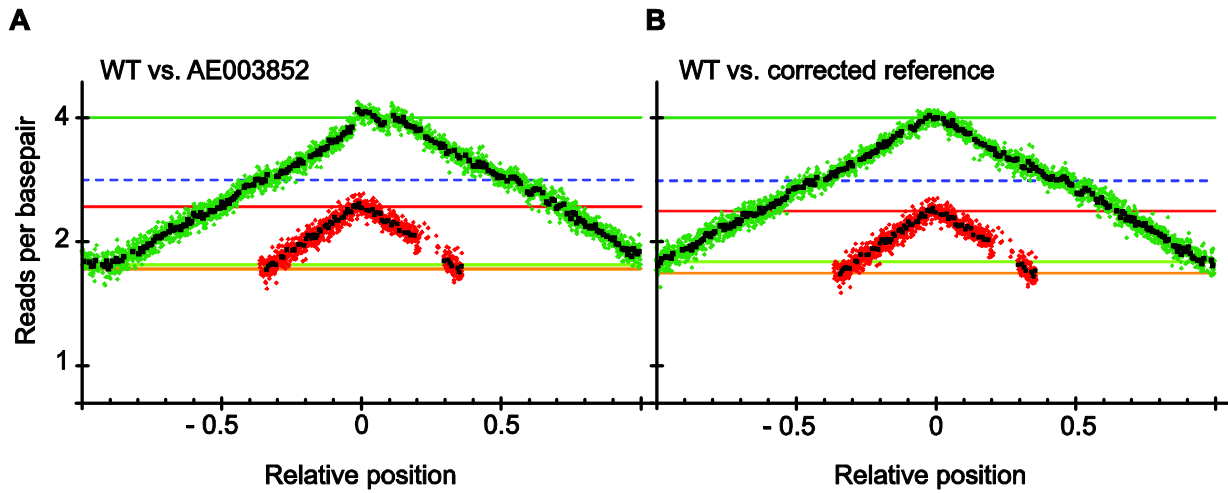 A
B
WT vs. AE003852
WT vs. corrected reference
Reads per basepair
4
2
1
- 0.5
0
0.5
- 0.5
0
0.5
Relative position
Relative position